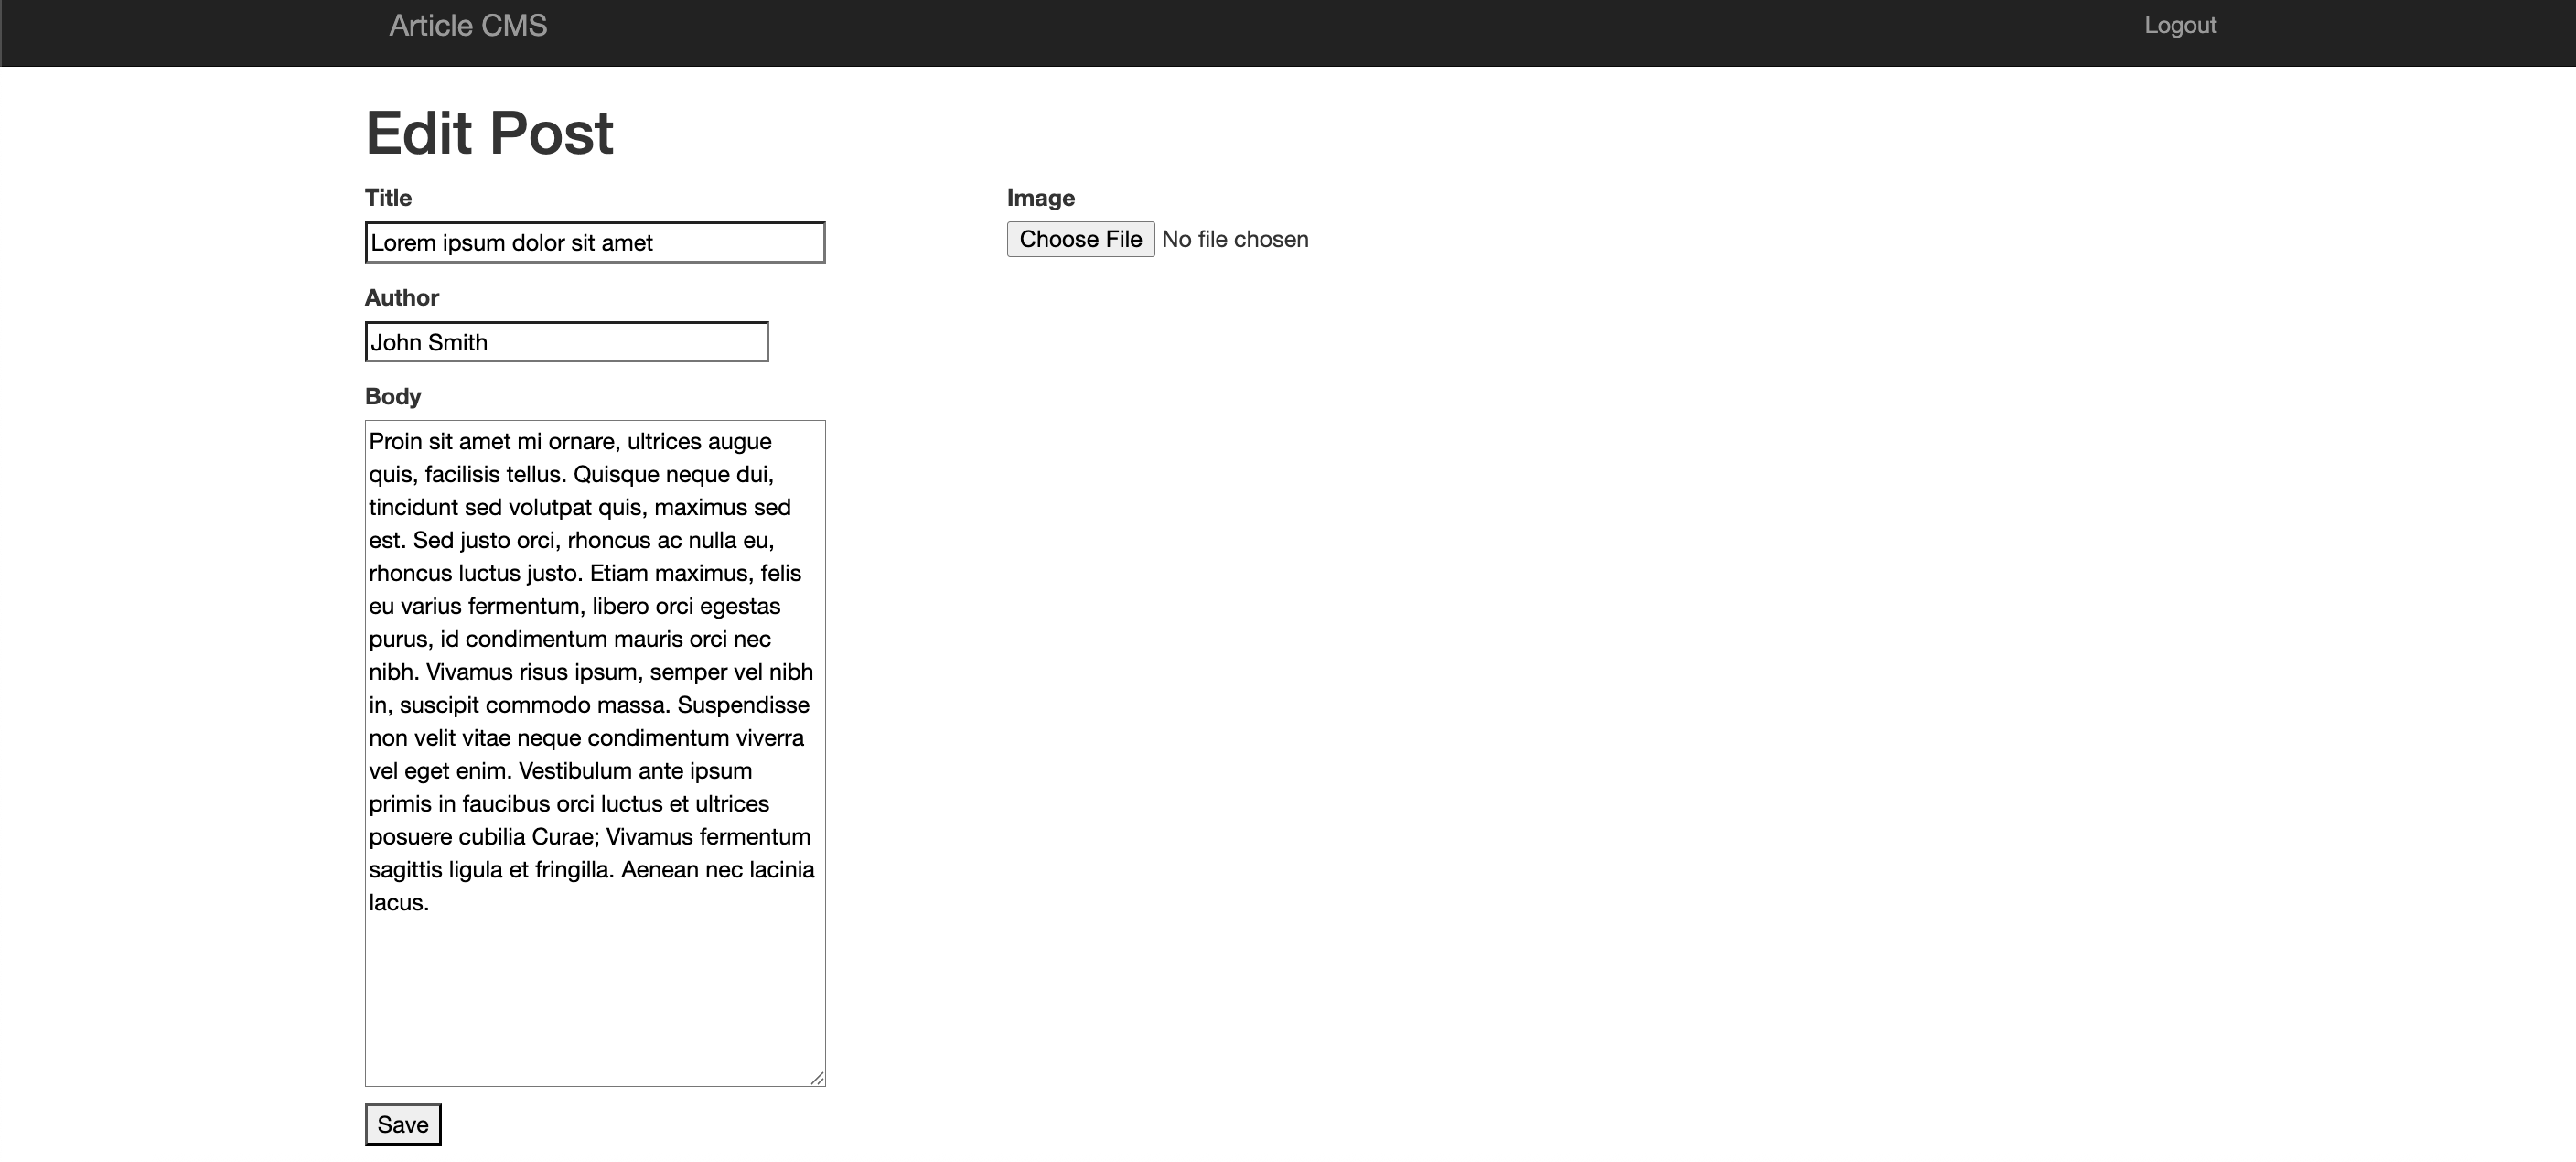 Article CMS
Logout
Edit Post
Title
Lorem ipsum dolor sit amet
Image
Choose File No file chosen
Author
John Smith
Body
Proin sit amet mi ornare, ultrices augue
quis, facilisis tellus. Quisque neque dui,
tincidunt sed volutpat quis, maximus sed
est. Sed justo orci, rhoncus ac nulla eu,
rhoncus luctus justo. Etiam maximus, felis
eu varius fermentum, libero orci egestas
purus, id condimentum mauris orci nec
nibh. Vivamus risus ipsum, semper vel nibh
in, suscipit commodo massa. Suspendisse
non velit vitae neque condimentum viverra
vel eget enim. Vestibulum ante ipsum
primis in faucibus orci luctus et ultrices
posuere cubilia Curae; Vivamus fermentum
sagittis ligula et fringilla. Aenean nec lacinia
lacus.
Save